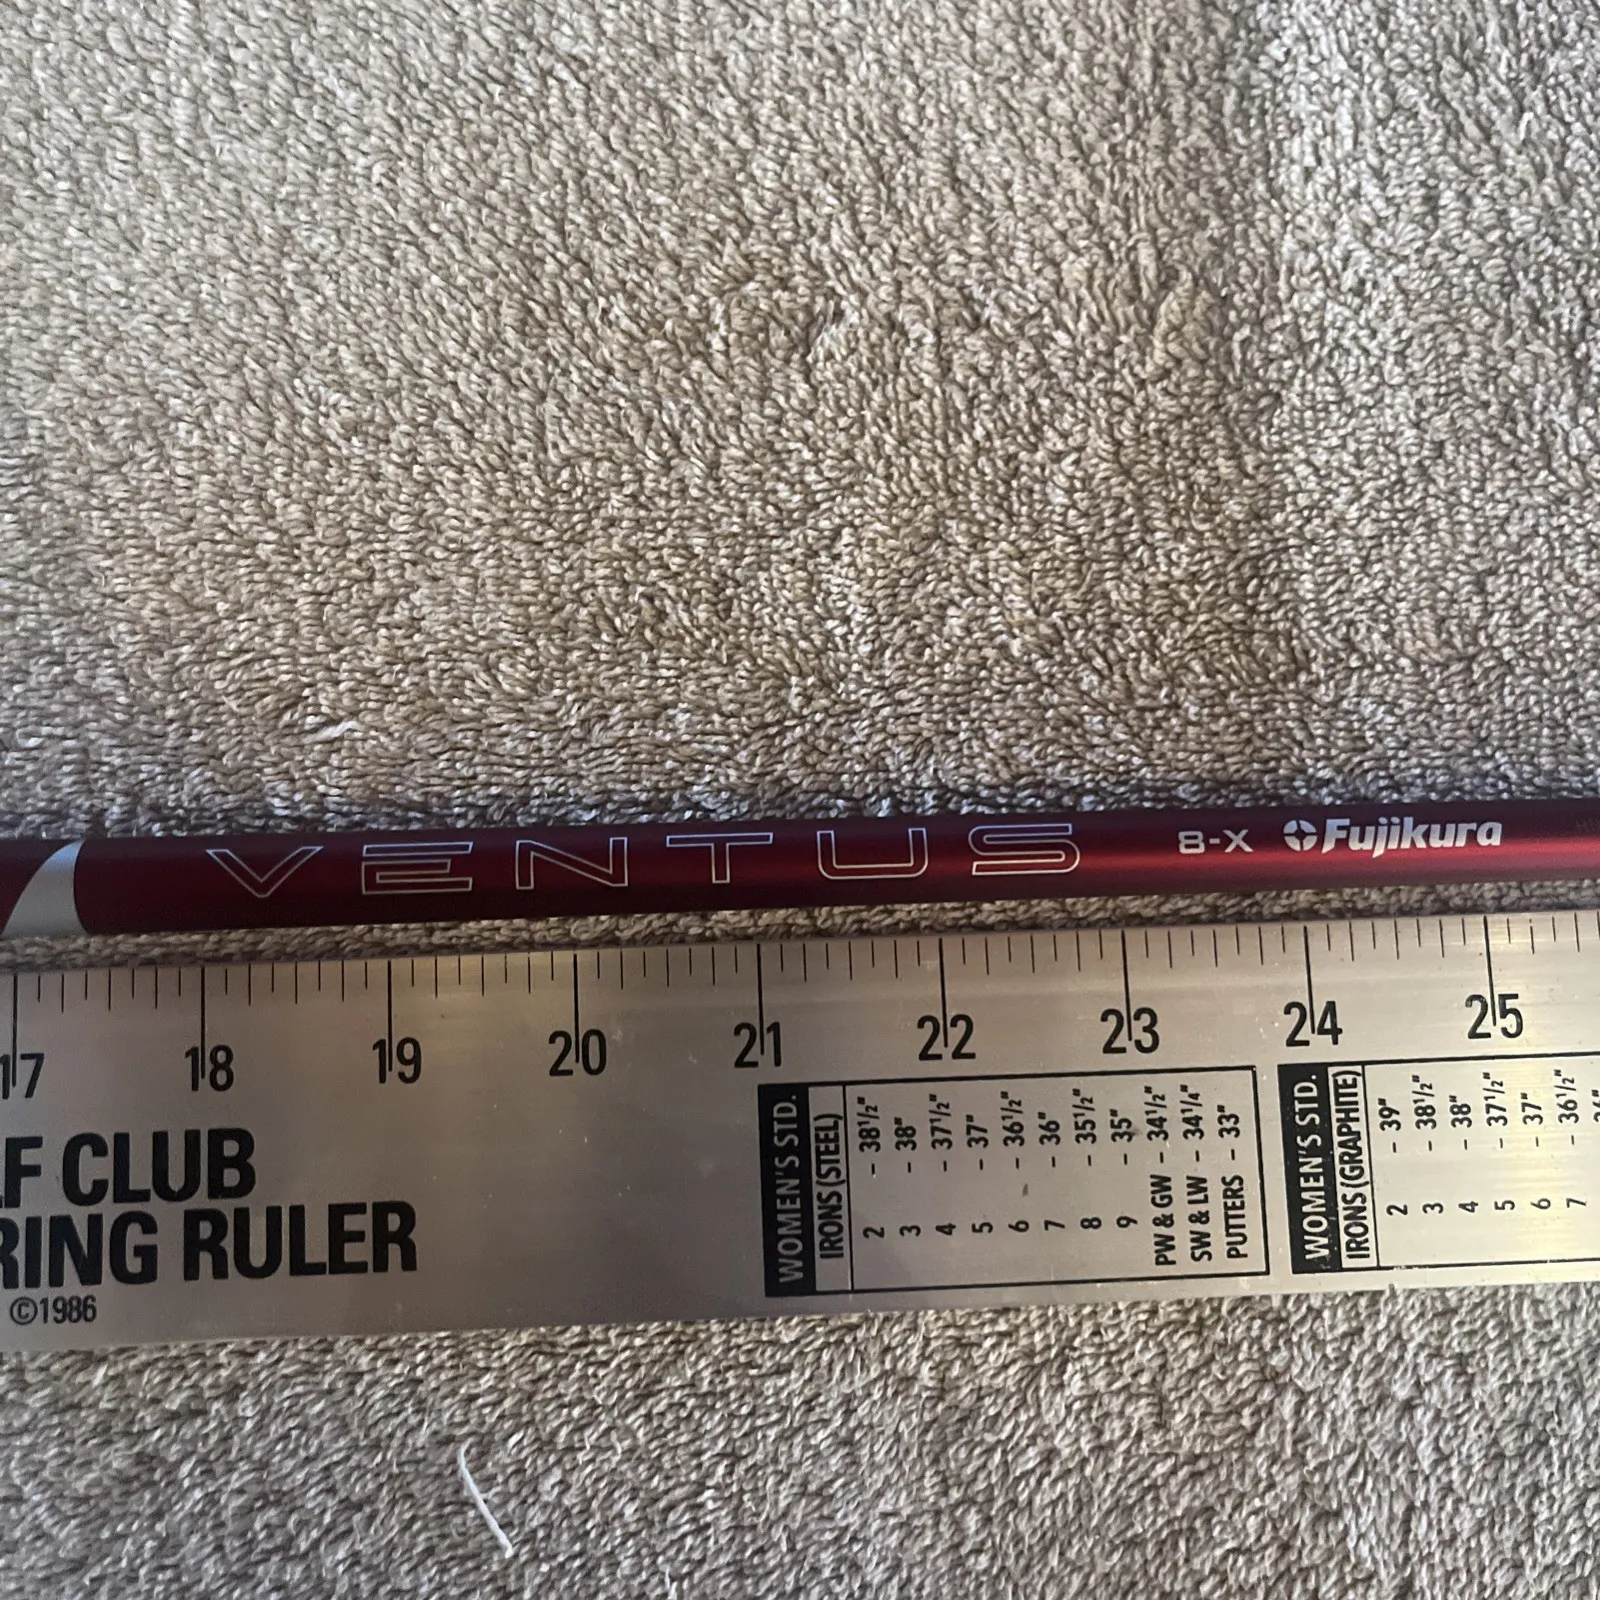 VENTUS 8-X Fujikura
17 18 19 20 21 22 23 24 25
LF CLUB
RING RULER
©1986
WOMEN'S STD.
IRONS (STEEL)
2 - 38½"
3 - 38"
4 - 37½"
5 - 37"
6 - 36½"
7 - 36"
8 - 35½"
9 - 35"
PW & GW - 34½"
SW & LW - 34¼"
PUTTERS - 33"
WOMEN'S STD.
IRONS (GRAPHITE)
2 - 39"
3 - 38½"
4 - 38"
5 - 37½"
6 - 37"
7 - 36½"